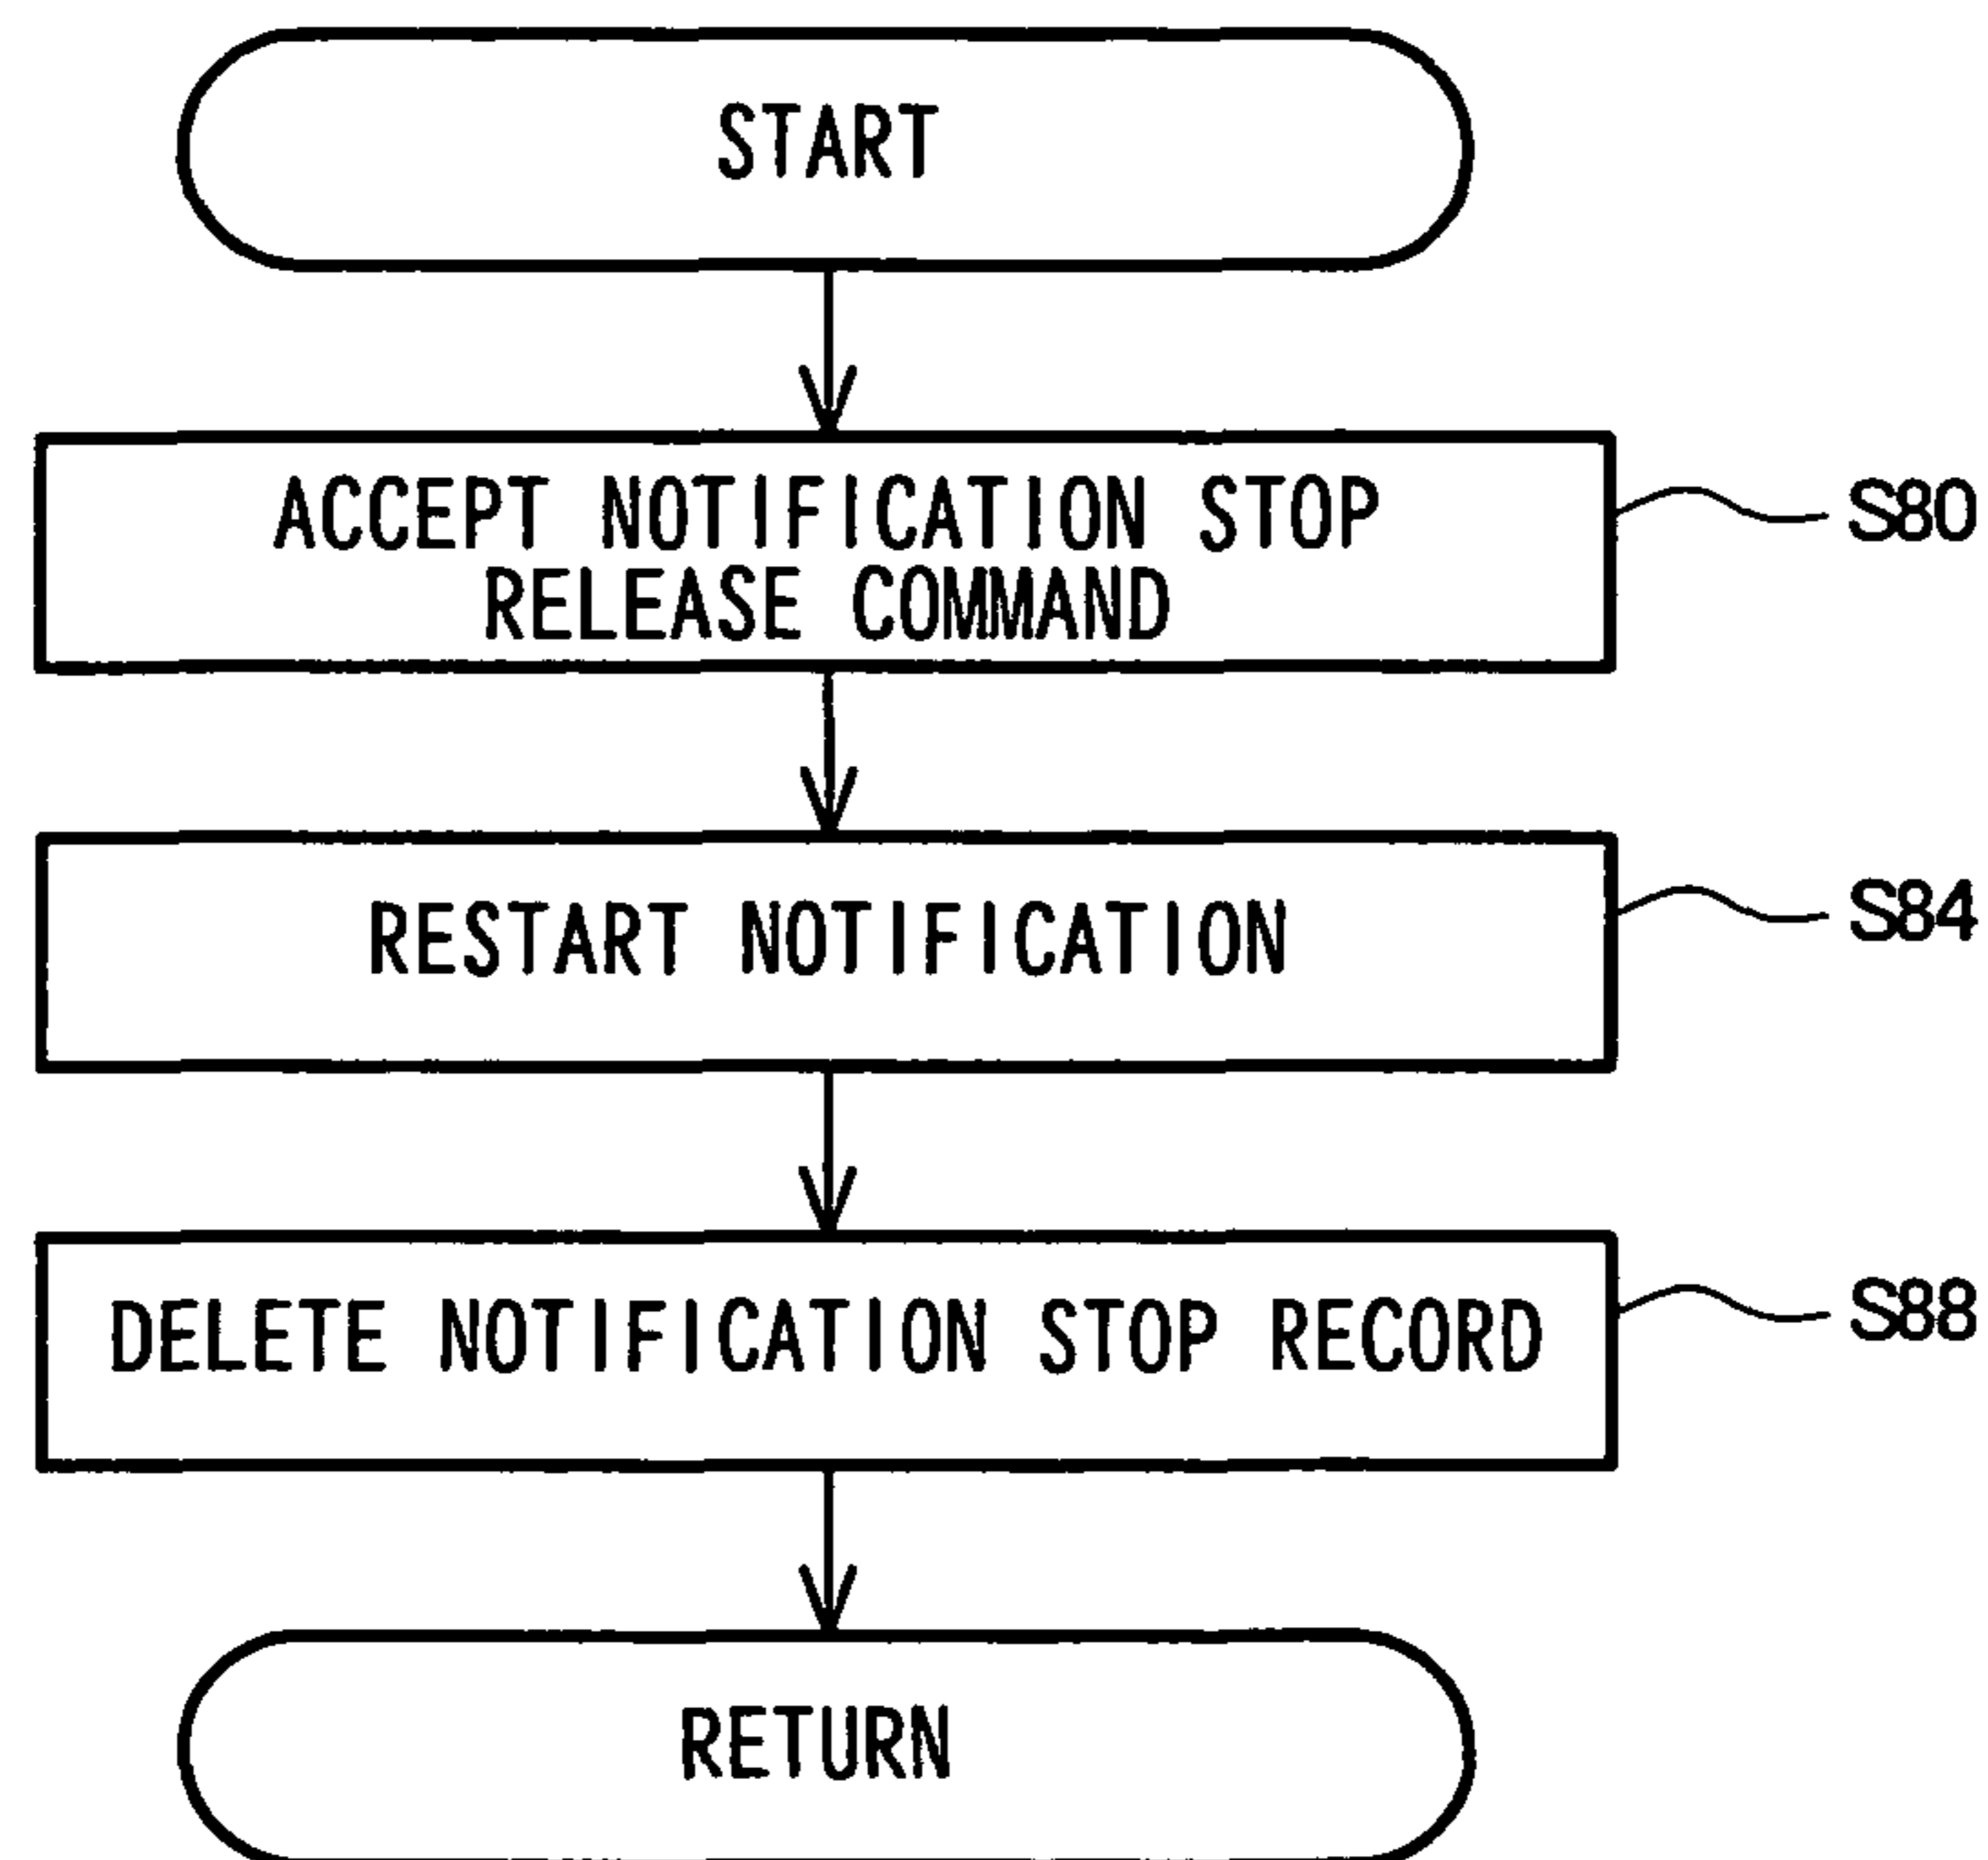 START
ACCEPT NOTIFICATION STOP
RELEASE COMMAND
S80
RESTART NOTIFICATION
S84
DELETE NOTIFICATION STOP RECORD
S88
RETURN